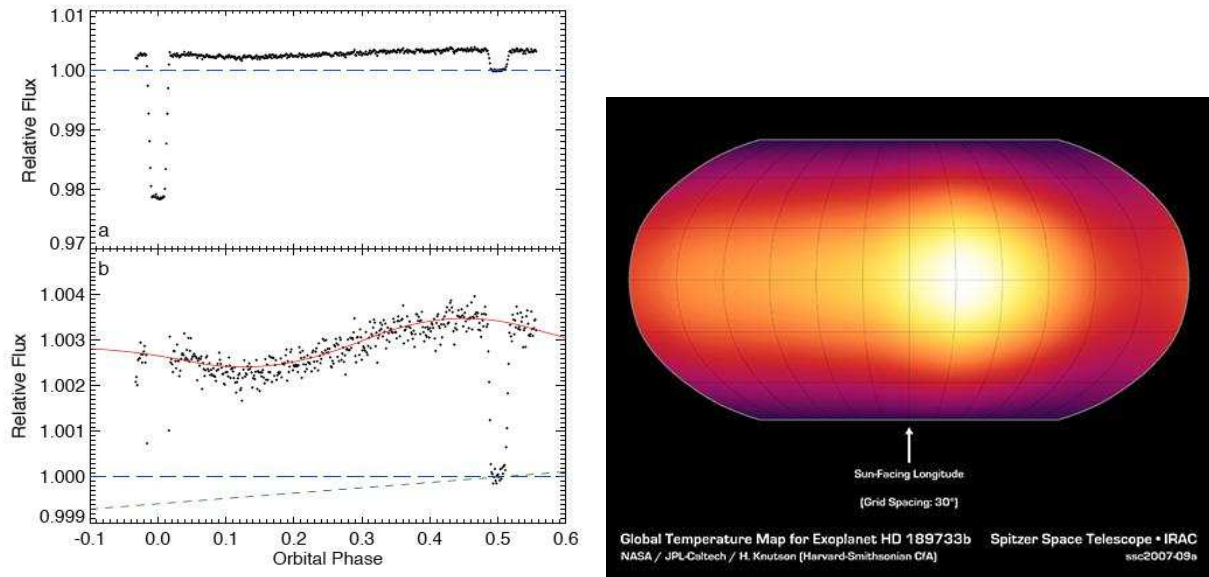 1.01
1.00
0.99
0.98
0.97
Relative Flux
a
b
1.004
1.003
1.002
1.001
1.000
0.999
Relative Flux
-0.1 0.0 0.1 0.2 0.3 0.4 0.5 0.6
Orbital Phase
Sun-Facing Longitude
(Grid Spacing: 30°)
Global Temperature Map for Exoplanet HD 189733b Spitzer Space Telescope • IRAC
NASA / JPL-Caltech / H. Knutson (Harvard-Smithsonian CfA) ssc2007-09a